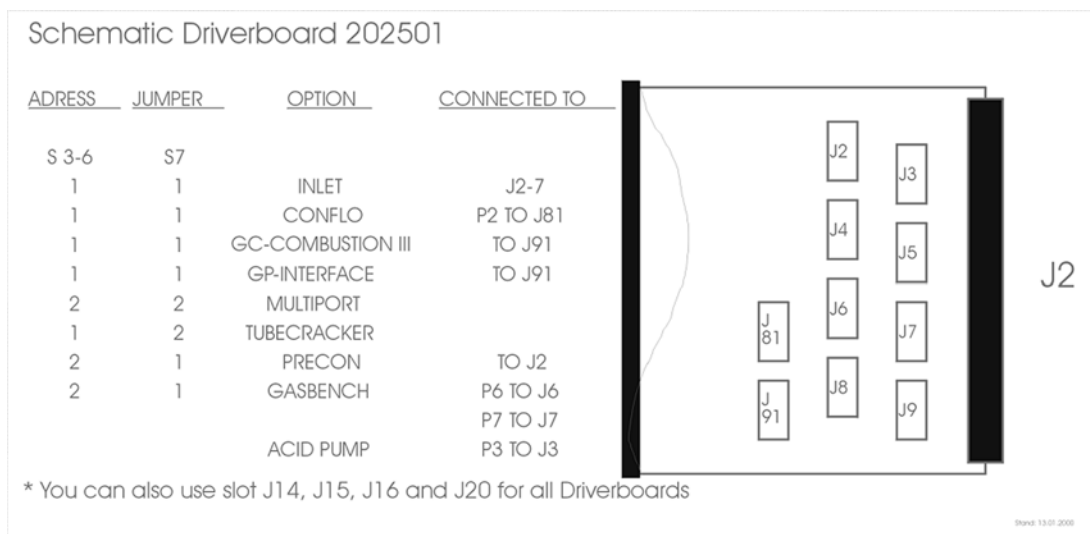 Schematic Driverboard 202501
ADRESS JUMPER OPTION CONNECTED TO
S 3-6 S7
1 1 INLET J2-7
1 1 CONFLO P2 TO J81
1 1 GC-COMBUSTION III TO J91
1 1 GP-INTERFACE TO J91
2 2 MULTIPORT
1 2 TUBECRACKER
2 1 PRECON TO J2
2 1 GASBENCH P6 TO J6
P7 TO J7
ACID PUMP P3 TO J3
J2
J3
J4
J5
J6
J
81
J7
J8
J
91
J9
J2
* You can also use slot J14, J15, J16 and J20 for all Driverboards
Stand: 13.01.2000